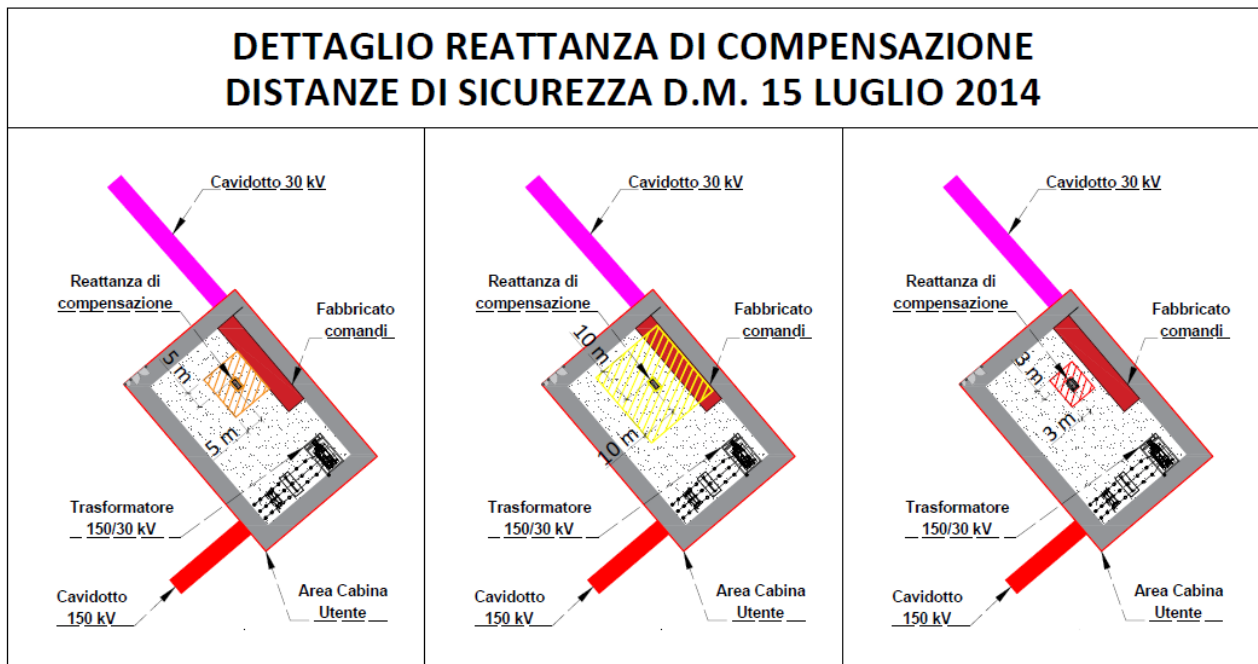 DETTAGLIO REATTANZA DI COMPENSAZIONE
DISTANZE DI SICUREZZA D.M. 15 LUGLIO 2014
Cavidotto 30 kV
Reattanza di
compensazione
Fabbricato
comandi
5 m
5 m
Trasformatore
150/30 kV
Cavidotto
150 kV
Area Cabina
Utente
Cavidotto 30 kV
Reattanza di
compensazione
Fabbricato
comandi
10 m
10 m
Trasformatore
150/30 kV
Cavidotto
150 kV
Area Cabina
Utente
Cavidotto 30 kV
Reattanza di
compensazione
Fabbricato
comandi
3 m
3 m
Trasformatore
150/30 kV
Cavidotto
150 kV
Area Cabina
Utente